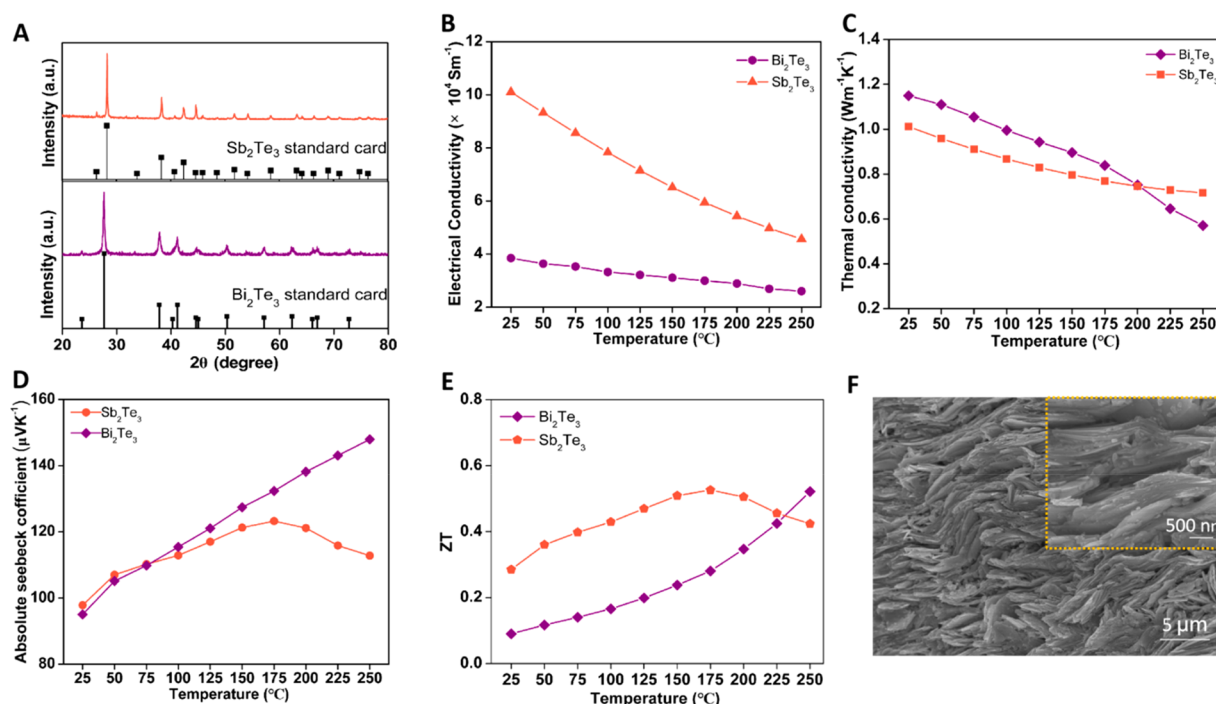 A
Intensity (a.u.)
Sb₂Te₃ standard card
Intensity (a.u.)
Bi₂Te₃ standard card
20 30 40 50 60 70 80
2θ (degree)
B
Electrical Conductivity (× 10⁴ Sm⁻¹)
12
10
8
6
4
2
Bi₂Te₃
Sb₂Te₃
25 50 75 100 125 150 175 200 225 250
Temperature (℃)
C
Thermal conductivity (Wm⁻¹K⁻¹)
1.4
1.2
1.0
0.8
0.6
0.4
0.2
Bi₂Te₃
Sb₂Te₃
25 50 75 100 125 150 175 200 225 250
Temperature (℃)
D
Absolute seebeck cofficient (μVK⁻¹)
160
140
120
100
80
Sb₂Te₃
Bi₂Te₃
25 50 75 100 125 150 175 200 225 250
Temperature (℃)
E
ZT
0.8
0.6
0.4
0.2
0.0
Bi₂Te₃
Sb₂Te₃
25 50 75 100 125 150 175 200 225 250
Temperature (℃)
F
500 nm
5 μm